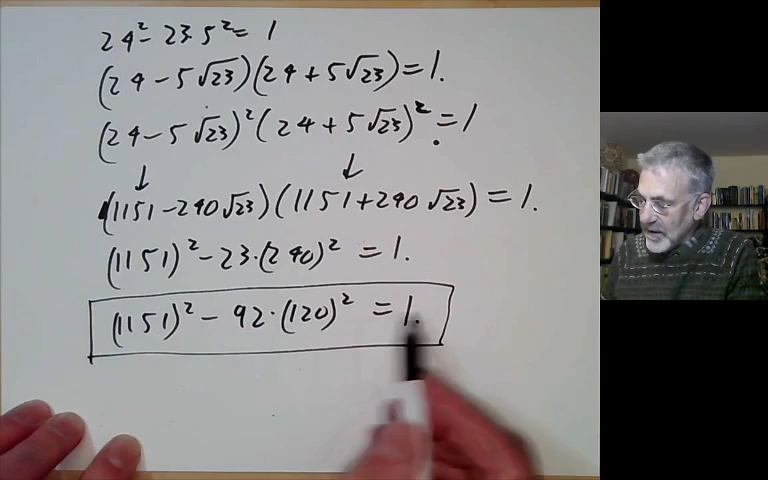 24² - 23·5² = 1
(24 - 5√23)(24 + 5√23) = 1.
(24 - 5√23)²(24 + 5√23)² = 1
↓ ↓
(1151 - 240√23)(1151 + 240√23) = 1.
(1151)² - 23·(240)² = 1.
(1151)² - 92·(120)² = 1.